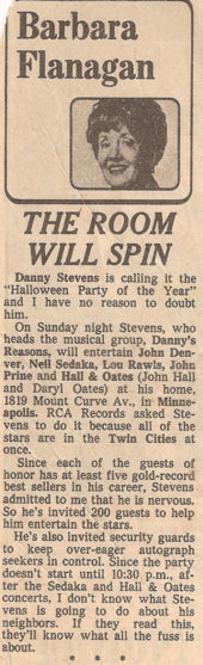 Barbara
Flanagan
THE ROOM
WILL SPIN
Danny Stevens is calling it the
"Halloween Party of the Year"
and I have no reason to doubt
him.
On Sunday night Stevens, who
heads the musical group, Danny's
Reasons, will entertain John Den-
ver, Neil Sedaka, Lou Rawls, John
Prine and Hall & Oates (John Hall
and Daryl Oates) at his home,
1819 Mount Curve Av., in Minne-
apolis. RCA Records asked Ste-
vens to do it because all of the
stars are in the Twin Cities at
once.
Since each of the guests of
honor has at least five gold-record
best sellers in his career, Stevens
admitted to me that he is nervous.
So he's invited 200 guests to help
him entertain the stars.
He's also invited security guards
to keep over-eager autograph
seekers in control. Since the party
doesn't start until 10:30 p.m., af-
ter the Sedaka and Hall & Oates
concerts, I don't know what Ste-
vens is going to do about his
neighbors. If they read this,
they'll know what all the fuss is
about.
* * *